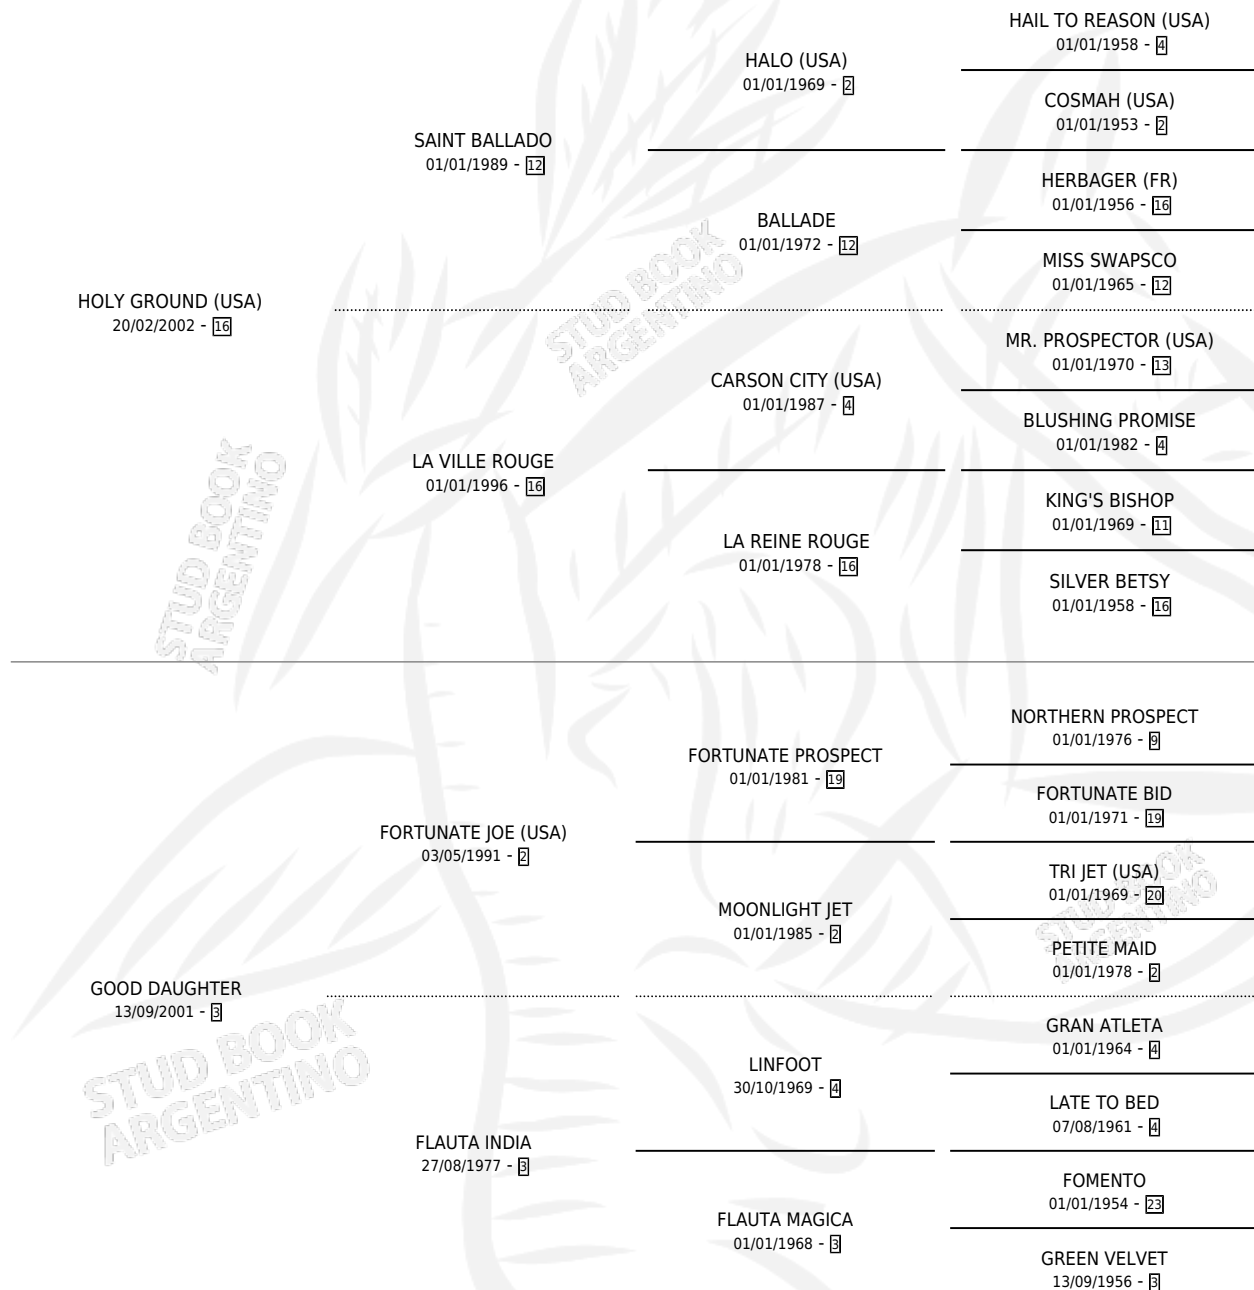 HAIL TO REASON (USA)
01/01/1958 - 4
HALO (USA)
01/01/1969 - 2
COSMAH (USA)
01/01/1953 - 2
SAINT BALLADO
01/01/1989 - 12
HERBAGER (FR)
01/01/1956 - 16
BALLADE
01/01/1972 - 12
MISS SWAPSCO
01/01/1965 - 12
HOLY GROUND (USA)
20/02/2002 - 16
MR. PROSPECTOR (USA)
01/01/1970 - 13
CARSON CITY (USA)
01/01/1987 - 4
BLUSHING PROMISE
01/01/1982 - 4
LA VILLE ROUGE
01/01/1996 - 16
KING'S BISHOP
01/01/1969 - 11
LA REINE ROUGE
01/01/1978 - 16
SILVER BETSY
01/01/1958 - 16
NORTHERN PROSPECT
01/01/1976 - 9
FORTUNATE PROSPECT
01/01/1981 - 19
FORTUNATE BID
01/01/1971 - 19
FORTUNATE JOE (USA)
03/05/1991 - 2
TRI JET (USA)
01/01/1969 - 20
MOONLIGHT JET
01/01/1985 - 2
PETITE MAID
01/01/1978 - 2
GOOD DAUGHTER
13/09/2001 - 3
GRAN ATLETA
01/01/1964 - 4
LINFOOT
30/10/1969 - 4
LATE TO BED
07/08/1961 - 4
FLAUTA INDIA
27/08/1977 - 3
FOMENTO
01/01/1954 - 23
FLAUTA MAGICA
01/01/1968 - 3
GREEN VELVET
13/09/1956 - 3
STUD BOOK
ARGENTINO
STUD BOOK
ARGENTINO
STUD BOOK
ARGENTINO
STUD BOOK
ARGENTINO